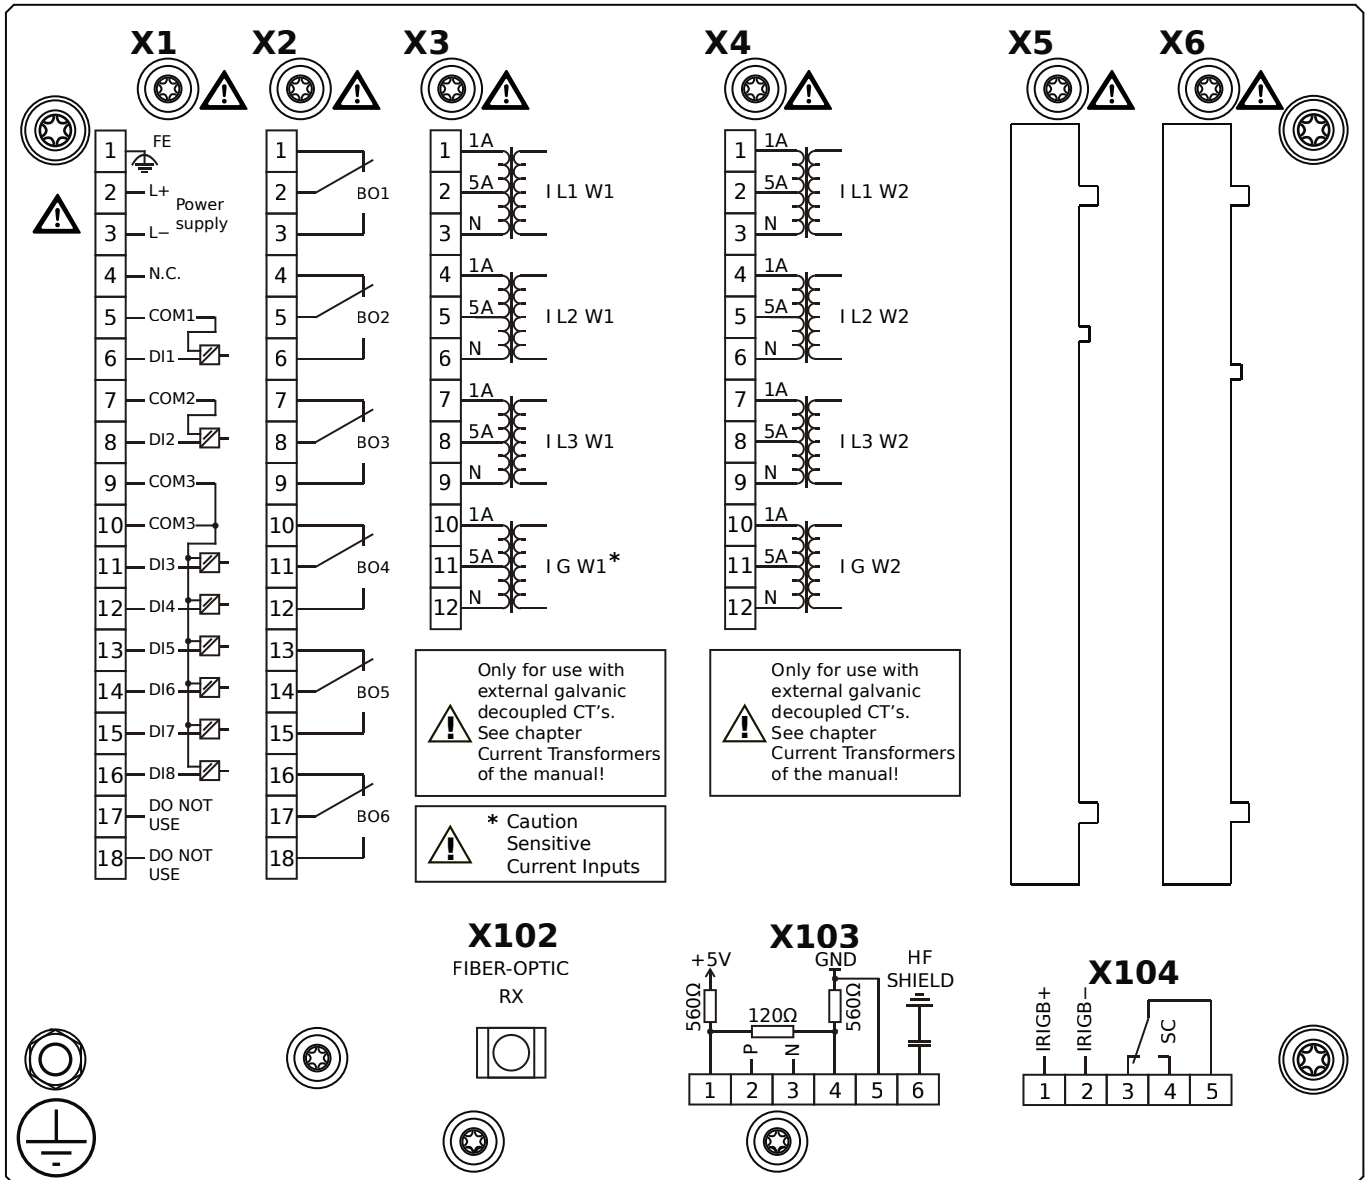 X1
X2
X3
X4
X5
X6
1
FE
2
L+
Power
supply
3
L−
4
N.C.
5
COM1
6
DI1
7
COM2
8
DI2
9
COM3
10
COM3
11
DI3
12
DI4
13
DI5
14
DI6
15
DI7
16
DI8
17
DO NOT
USE
18
DO NOT
USE
1
2
BO1
3
4
5
BO2
6
7
8
BO3
9
10
11
BO4
12
13
14
BO5
15
16
17
BO6
18
1
1A
2
5A
I L1 W1
3
N
4
1A
5
5A
I L2 W1
6
N
7
1A
8
5A
I L3 W1
9
N
10
1A
11
5A
I G W1*
12
N
Only for use with
external galvanic
decoupled CT's.
See chapter
Current Transformers
of the manual!
* Caution
Sensitive
Current Inputs
1
1A
2
5A
I L1 W2
3
N
4
1A
5
5A
I L2 W2
6
N
7
1A
8
5A
I L3 W2
9
N
10
1A
11
5A
I G W2
12
N
Only for use with
external galvanic
decoupled CT's.
See chapter
Current Transformers
of the manual!
X102
FIBER-OPTIC
RX
X103
+5V
GND
HF
SHIELD
560Ω
120Ω
560Ω
P
N
1 2 3 4 5 6
X104
IRIGB+
IRIGB−
SC
1 2 3 4 5